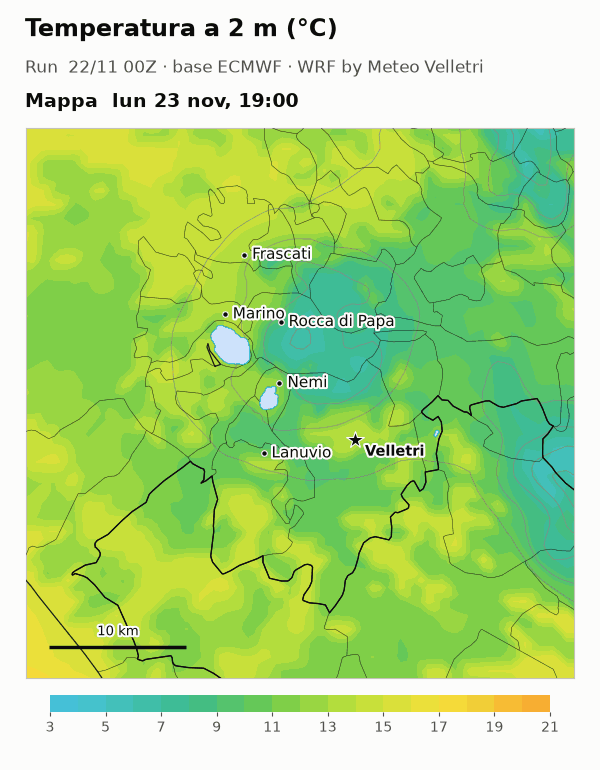 Temperatura a 2 m (°C)
Run  22/11 00Z · base ECMWF · WRF by Meteo Velletri
Mappa  lun 23 nov, 19:00
Frascati
Marino
Rocca di Papa
Nemi
Velletri
Lanuvio
10 km
3 5 7 9 11 13 15 17 19 21